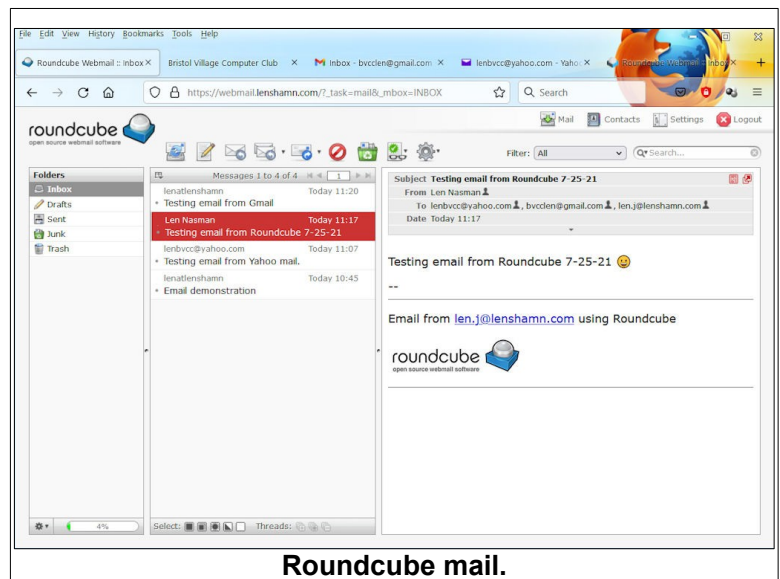 File Edit View History Bookmarks Tools Help
Roundcube Webmail :: Inbox × Bristol Village Computer Club × Inbox - bvcclen@gmail.com × lenbvcc@yahoo.com - Yaho × Roundcube Webmail :: Inbox × +
https://webmail.lenshamn.com/?_task=mail&_mbox=INBOX Search
Mail Contacts Settings Logout
roundcube
open source webmail software
Filter: All Search...
Folders
Inbox
Drafts
Sent
Junk
Trash
4%
Messages 1 to 4 of 4 1
lenatlenshamn Today 11:20
Testing email from Gmail
Len Nasman Today 11:17
Testing email from Roundcube 7-25-21
lenbvcc@yahoo.com Today 11:07
Testing email from Yahoo mail.
lenatlenshamn Today 10:45
Email demonstration
Select: Threads:
Subject Testing email from Roundcube 7-25-21
From Len Nasman
To lenbvcc@yahoo.com , bvcclen@gmail.com , len.j@lenshamn.com
Date Today 11:17
Testing email from Roundcube 7-25-21
--
Email from len.j@lenshamn.com using Roundcube
roundcube
open source webmail software
Roundcube mail.